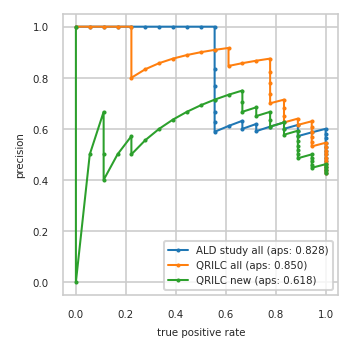 1.0
0.8
0.6
0.4
0.2
0.0
precision
0.0 0.2 0.4 0.6 0.8 1.0
true positive rate
ALD study all (aps: 0.828)
QRILC all (aps: 0.850)
QRILC new (aps: 0.618)